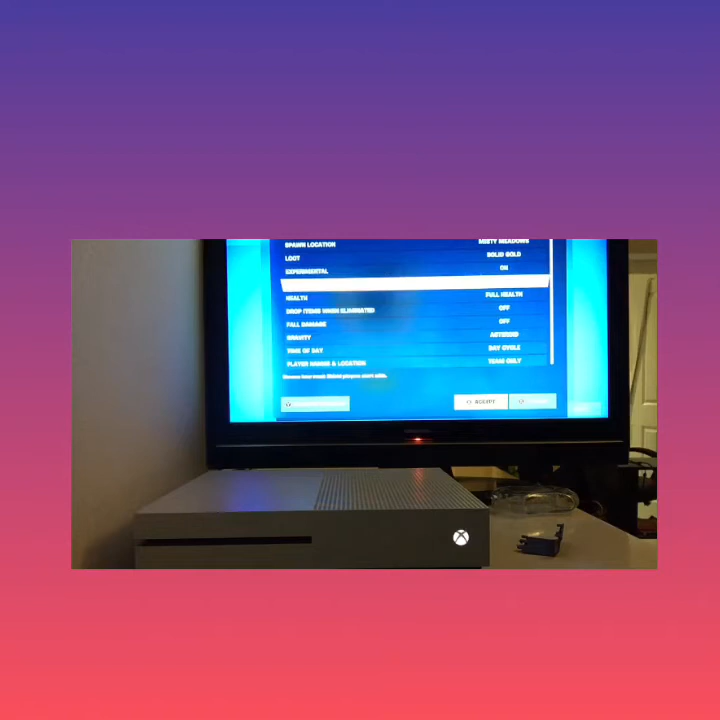 SPAWN LOCATION MISTY MEADOWS
LOOT SOLID GOLD
EXPERIMENTAL ON
HEALTH FULL HEALTH
DROP ITEMS WHEN ELIMINATED OFF
FALL DAMAGE OFF
GRAVITY ASTEROID
TIME OF DAY DAY CYCLE
PLAYER NAMES & LOCATION TEAM ONLY
ACCEPT